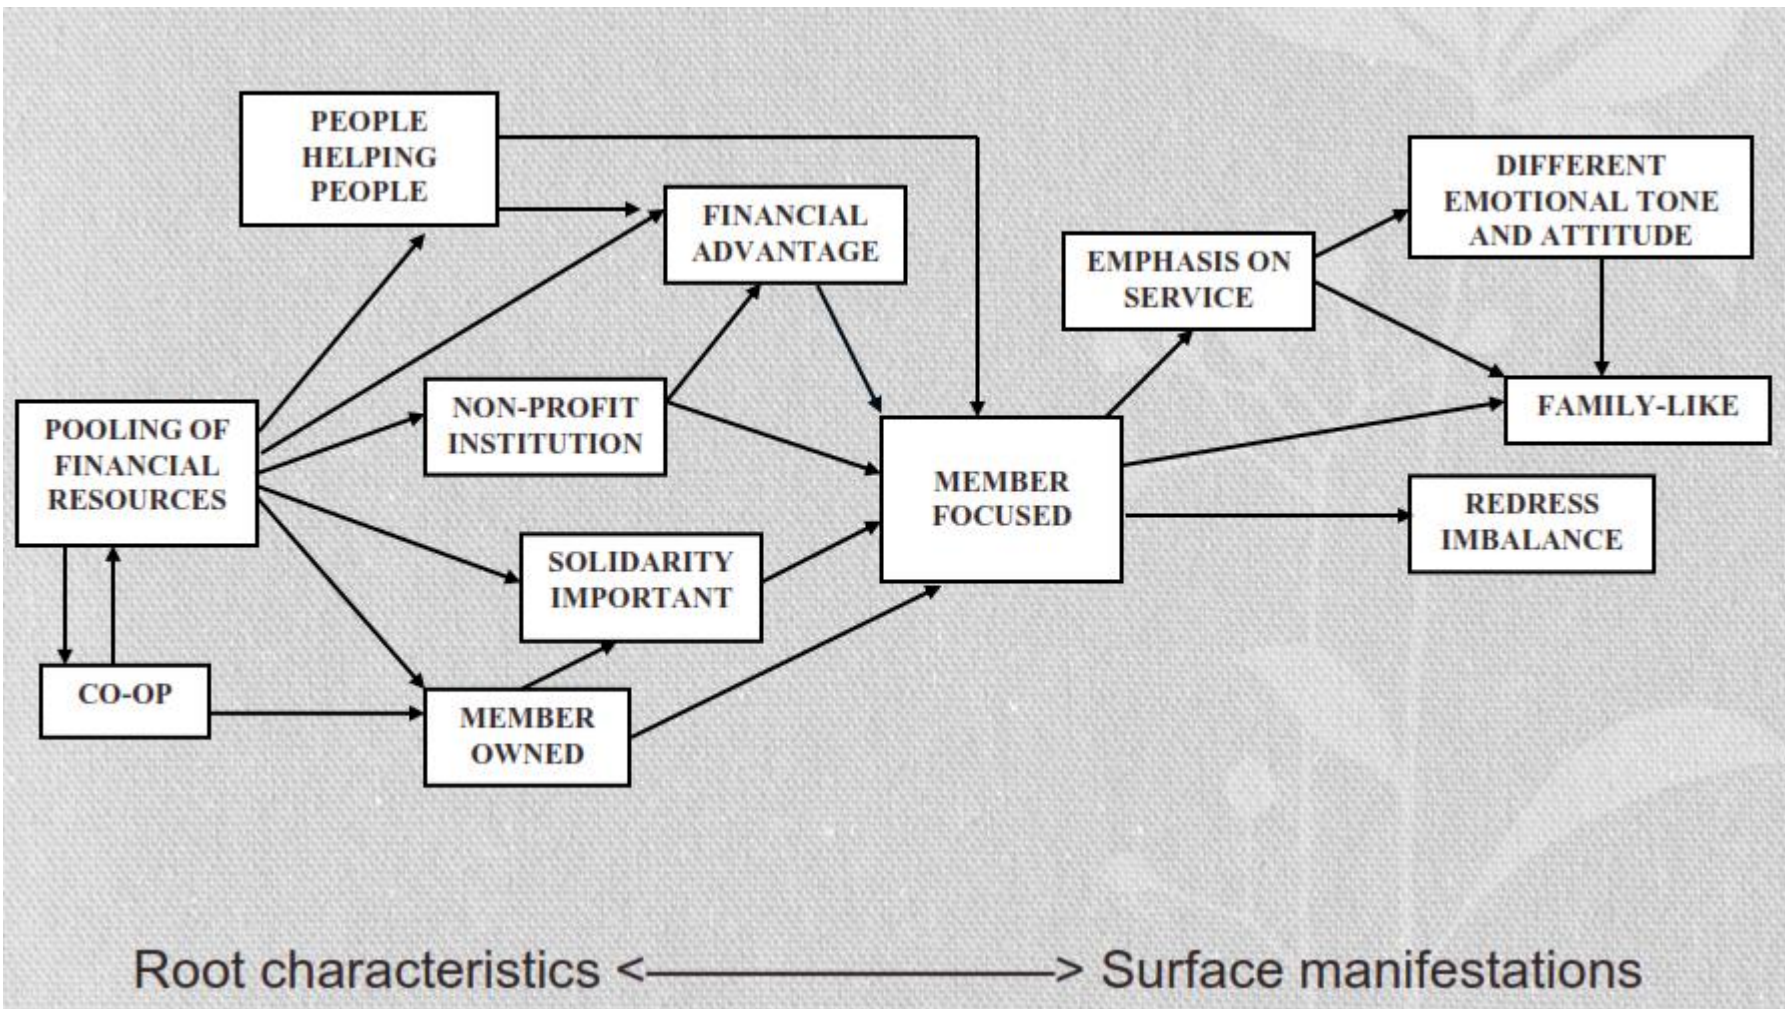 PEOPLE
HELPING
PEOPLE
FINANCIAL
ADVANTAGE
DIFFERENT
EMOTIONAL TONE
AND ATTITUDE
EMPHASIS ON
SERVICE
POOLING OF
FINANCIAL
RESOURCES
NON-PROFIT
INSTITUTION
FAMILY-LIKE
MEMBER
FOCUSED
REDRESS
IMBALANCE
SOLIDARITY
IMPORTANT
CO-OP
MEMBER
OWNED
Root characteristics <——————> Surface manifestations